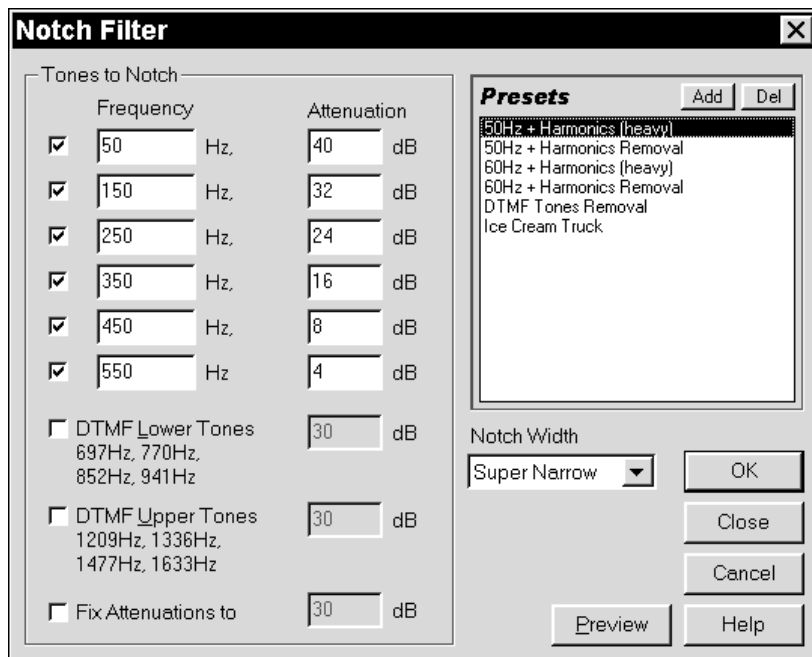 Notch Filter
Tones to Notch
Frequency Attenuation
50 Hz, 40 dB
150 Hz, 32 dB
250 Hz, 24 dB
350 Hz, 16 dB
450 Hz, 8 dB
550 Hz 4 dB
DTMF Lower Tones 30 dB
697Hz, 770Hz,
852Hz, 941Hz
DTMF Upper Tones 30 dB
1209Hz, 1336Hz,
1477Hz, 1633Hz
Fix Attenuations to 30 dB
Presets Add Del
50Hz + Harmonics (heavy)
50Hz + Harmonics Removal
60Hz + Harmonics (heavy)
60Hz + Harmonics Removal
DTMF Tones Removal
Ice Cream Truck
Notch Width
Super Narrow
OK
Close
Cancel
Preview Help